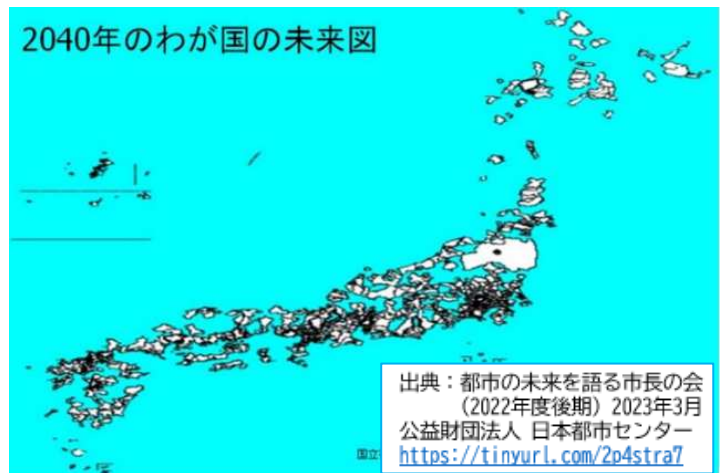 2040年のわが国の未来図
国立
出典：都市の未来を語る市長の会
（2022年度後期）2023年3月
公益財団法人 日本都市センター
https://tinyurl.com/2p4stra7